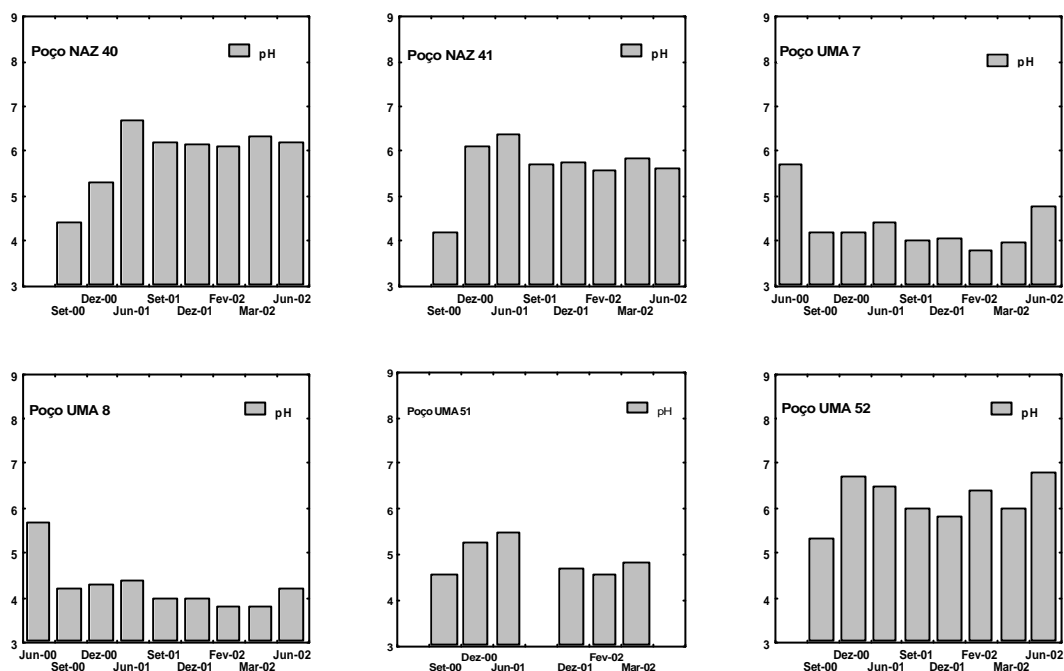 9
8
7
6
5
4
3
Poço NAZ 40
pH
Dez-00 Set-01 Fev-02 Jun-02
Set-00 Jun-01 Dez-01 Mar-02
9
8
7
6
5
4
3
Poço NAZ 41
pH
Dez-00 Set-01 Fev-02 Jun-02
Set-00 Jun-01 Dez-01 Mar-02
9
8
7
6
5
4
3
Poço UMA 7
pH
Jun-00 Dez-00 Set-01 Fev-02 Jun-02
Set-00 Jun-01 Dez-01 Mar-02
9
8
7
6
5
4
3
Poço UMA 8
pH
Jun-00 Dez-00 Set-01 Fev-02 Jun-02
Set-00 Jun-01 Dez-01 Mar-02
9
8
7
6
5
4
3
Poço UMA 51
pH
Dez-00 Fev-02
Set-00 Jun-01 Dez-01 Mar-02
9
8
7
6
5
4
3
Poço UMA 52
pH
Dez-00 Set-01 Fev-02 Jun-02
Set-00 Jun-01 Dez-01 Mar-02